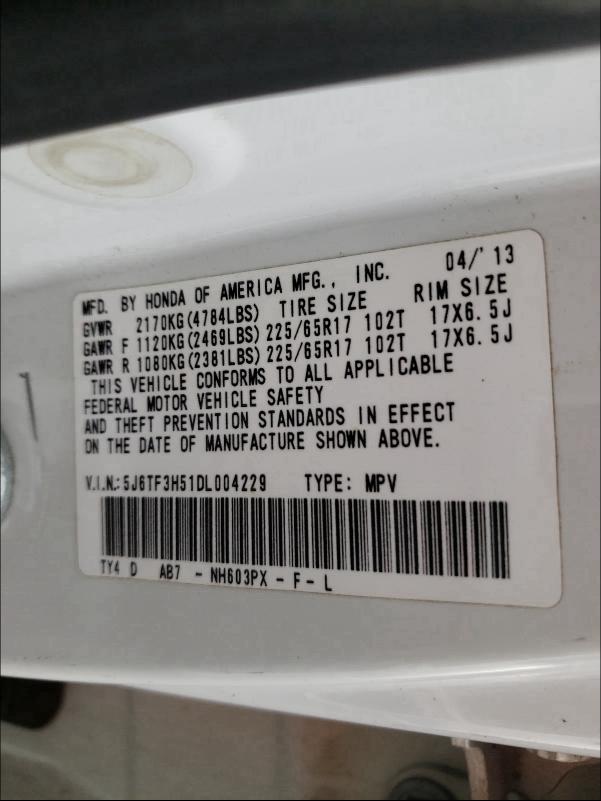 MFD. BY HONDA OF AMERICA MFG., INC. 04/'13
GVWR 2170KG(4784LBS) TIRE SIZE RIM SIZE
GAWR F 1120KG(2469LBS) 225/65R17 102T 17X6.5J
GAWR R 1080KG(2381LBS) 225/65R17 102T 17X6.5J
THIS VEHICLE CONFORMS TO ALL APPLICABLE
FEDERAL MOTOR VEHICLE SAFETY
AND THEFT PREVENTION STANDARDS IN EFFECT
ON THE DATE OF MANUFACTURE SHOWN ABOVE.
V.I.N.:5J6TF3H51DL004229 TYPE: MPV
TY4 D AB7 - NH603PX - F - L